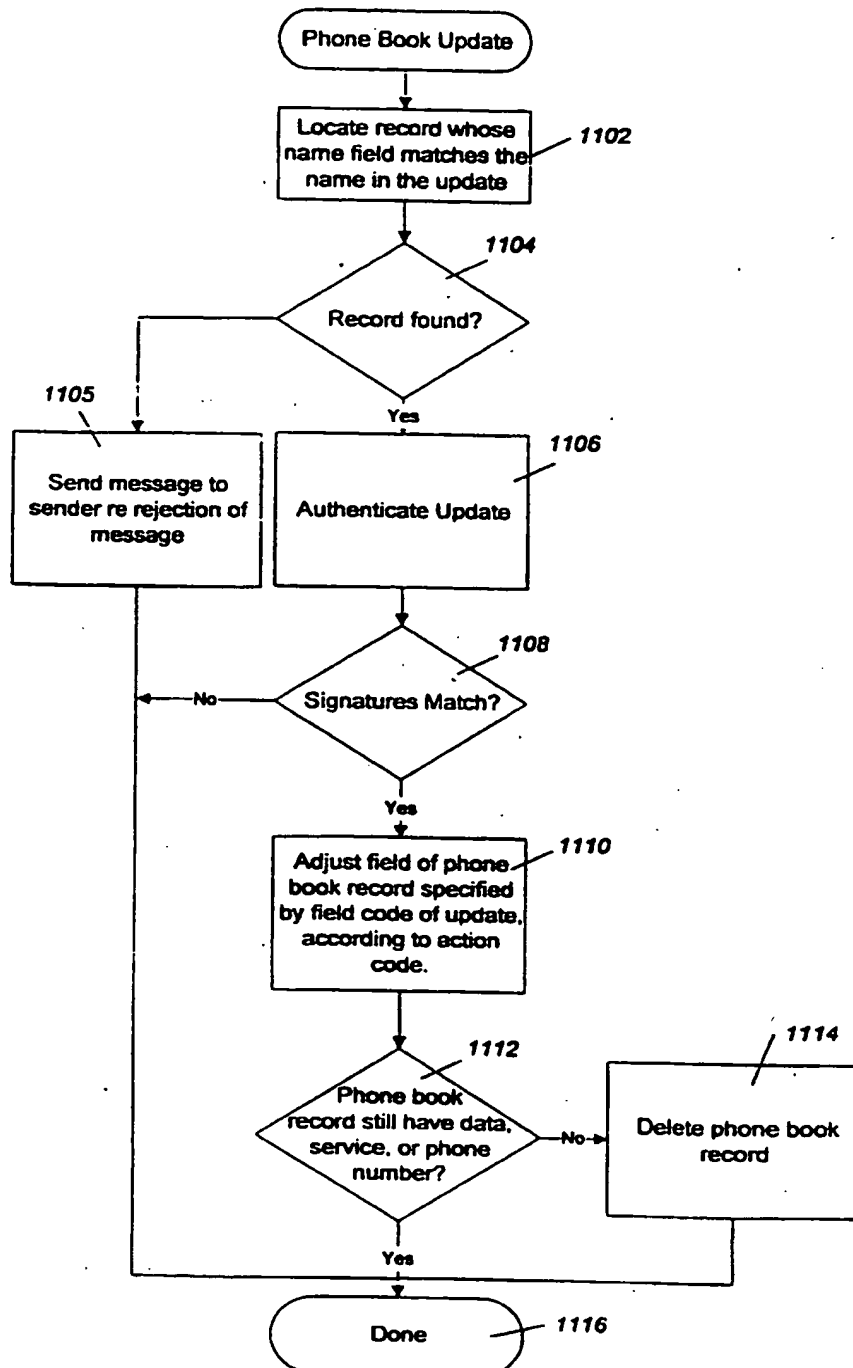 Phone Book Update
Locate record whose
name field matches the
name in the update
1102
1104
Record found?
1105
Yes
1106
Send message to
sender re rejection of
message
Authenticate Update
1108
No
Signatures Match?
Yes
1110
Adjust field of phone
book record specified
by field code of update,
according to action
code.
1112
1114
Phone book
record still have data,
service, or phone
number?
No
Delete phone book
record
Yes
Done
1116